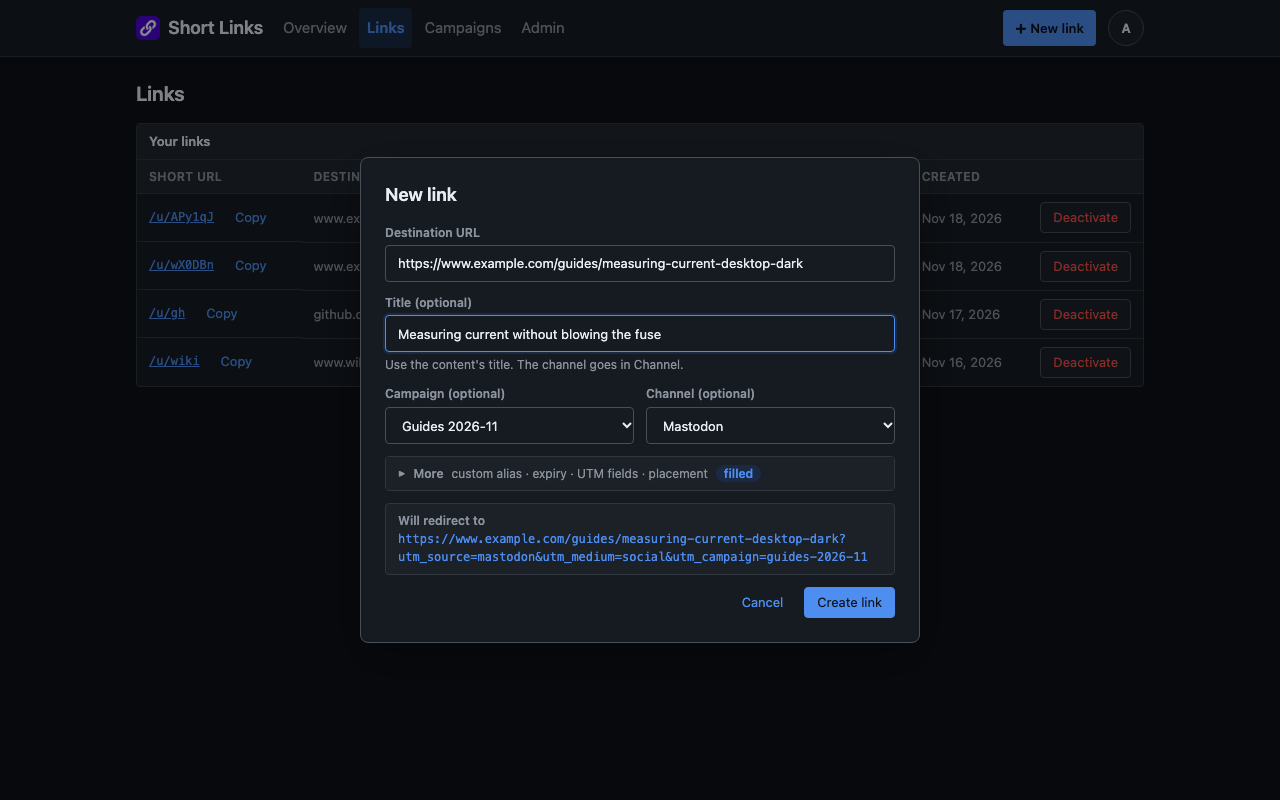 Short Links Overview Links Campaigns Admin + New link A
Links
Your links
SHORT URL DESTIN CREATED
/u/APy1qJ Copy www.ex Nov 18, 2026 Deactivate
/u/wX0DBn Copy www.ex Nov 18, 2026 Deactivate
/u/gh Copy github.c Nov 17, 2026 Deactivate
/u/wiki Copy www.wi Nov 16, 2026 Deactivate
New link
Destination URL
https://www.example.com/guides/measuring-current-desktop-dark
Title (optional)
Measuring current without blowing the fuse
Use the content's title. The channel goes in Channel.
Campaign (optional) Channel (optional)
Guides 2026-11 Mastodon
More custom alias · expiry · UTM fields · placement filled
Will redirect to
https://www.example.com/guides/measuring-current-desktop-dark?
utm_source=mastodon&utm_medium=social&utm_campaign=guides-2026-11
Cancel Create link